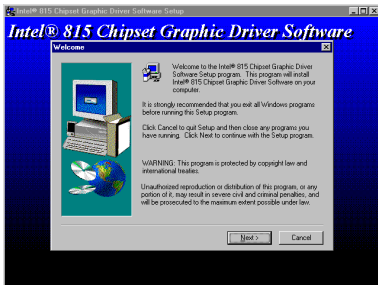 Intel® 815 Chipset Graphic Driver Software Setup
Intel® 815 Chipset Graphic Driver Software
Welcome
Welcome to the Intel® 815 Chipset Graphic Driver
Software Setup program. This program will install
Intel® 815 Chipset Graphic Driver Software on your
computer.
It is strongly recommended that you exit all Windows programs
before running this Setup program.
Click Cancel to quit Setup and then close any programs you
have running. Click Next to continue with the Setup program.
WARNING: This program is protected by copyright law and
international treaties.
Unauthorized reproduction or distribution of this program, or any
portion of it, may result in severe civil and criminal penalties, and
will be prosecuted to the maximum extent possible under law.
Next >
Cancel